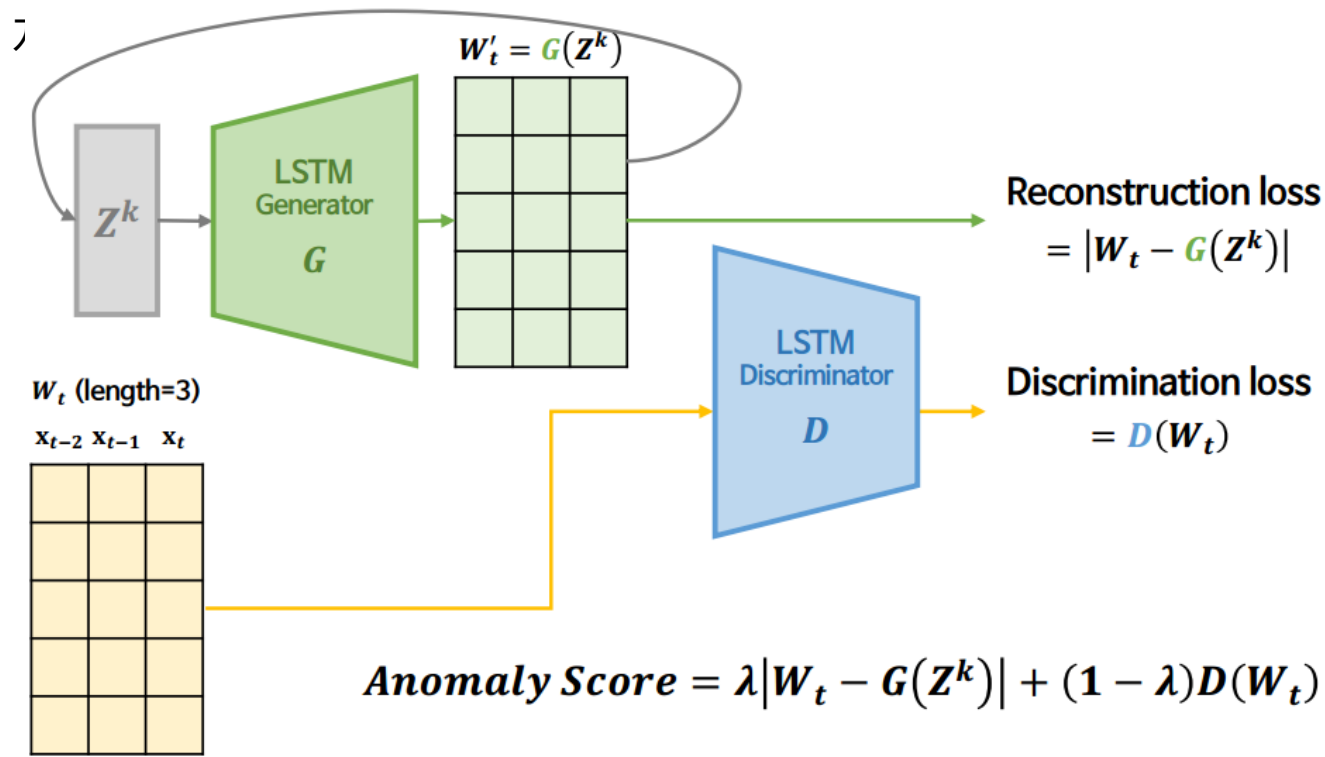 W′ₜ = G(Zᵏ)
Zᵏ
LSTM
Generator
G
Reconstruction loss
= |Wₜ − G(Zᵏ)|
LSTM
Discriminator
D
Discrimination loss
= D(Wₜ)
Wₜ (length=3)
xₜ₋₂ xₜ₋₁ xₜ
Anomaly Score = λ|Wₜ − G(Zᵏ)| + (1 − λ)D(Wₜ)